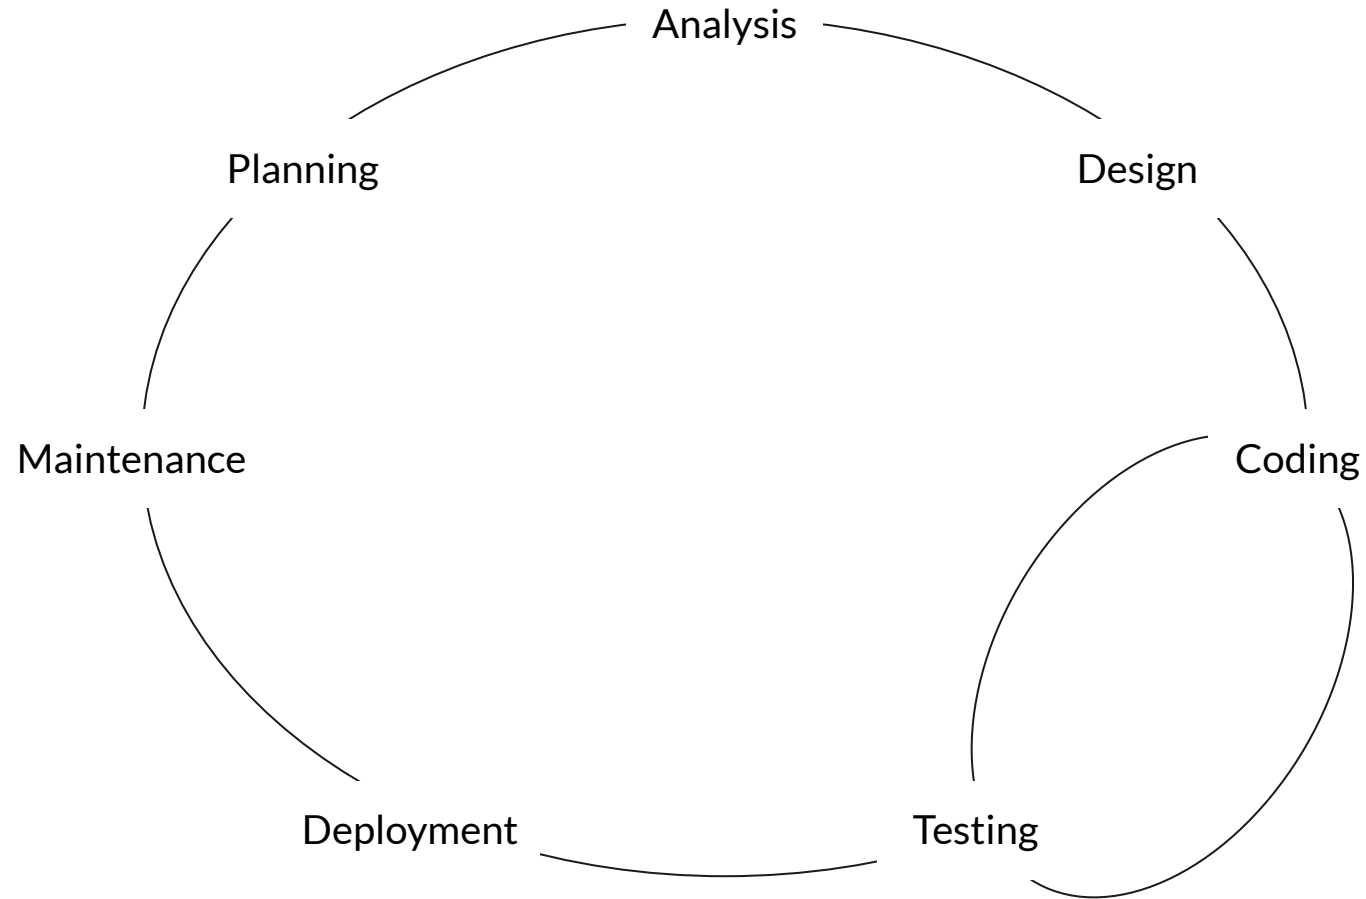 Analysis
Planning
Design
Maintenance
Coding
Deployment
Testing